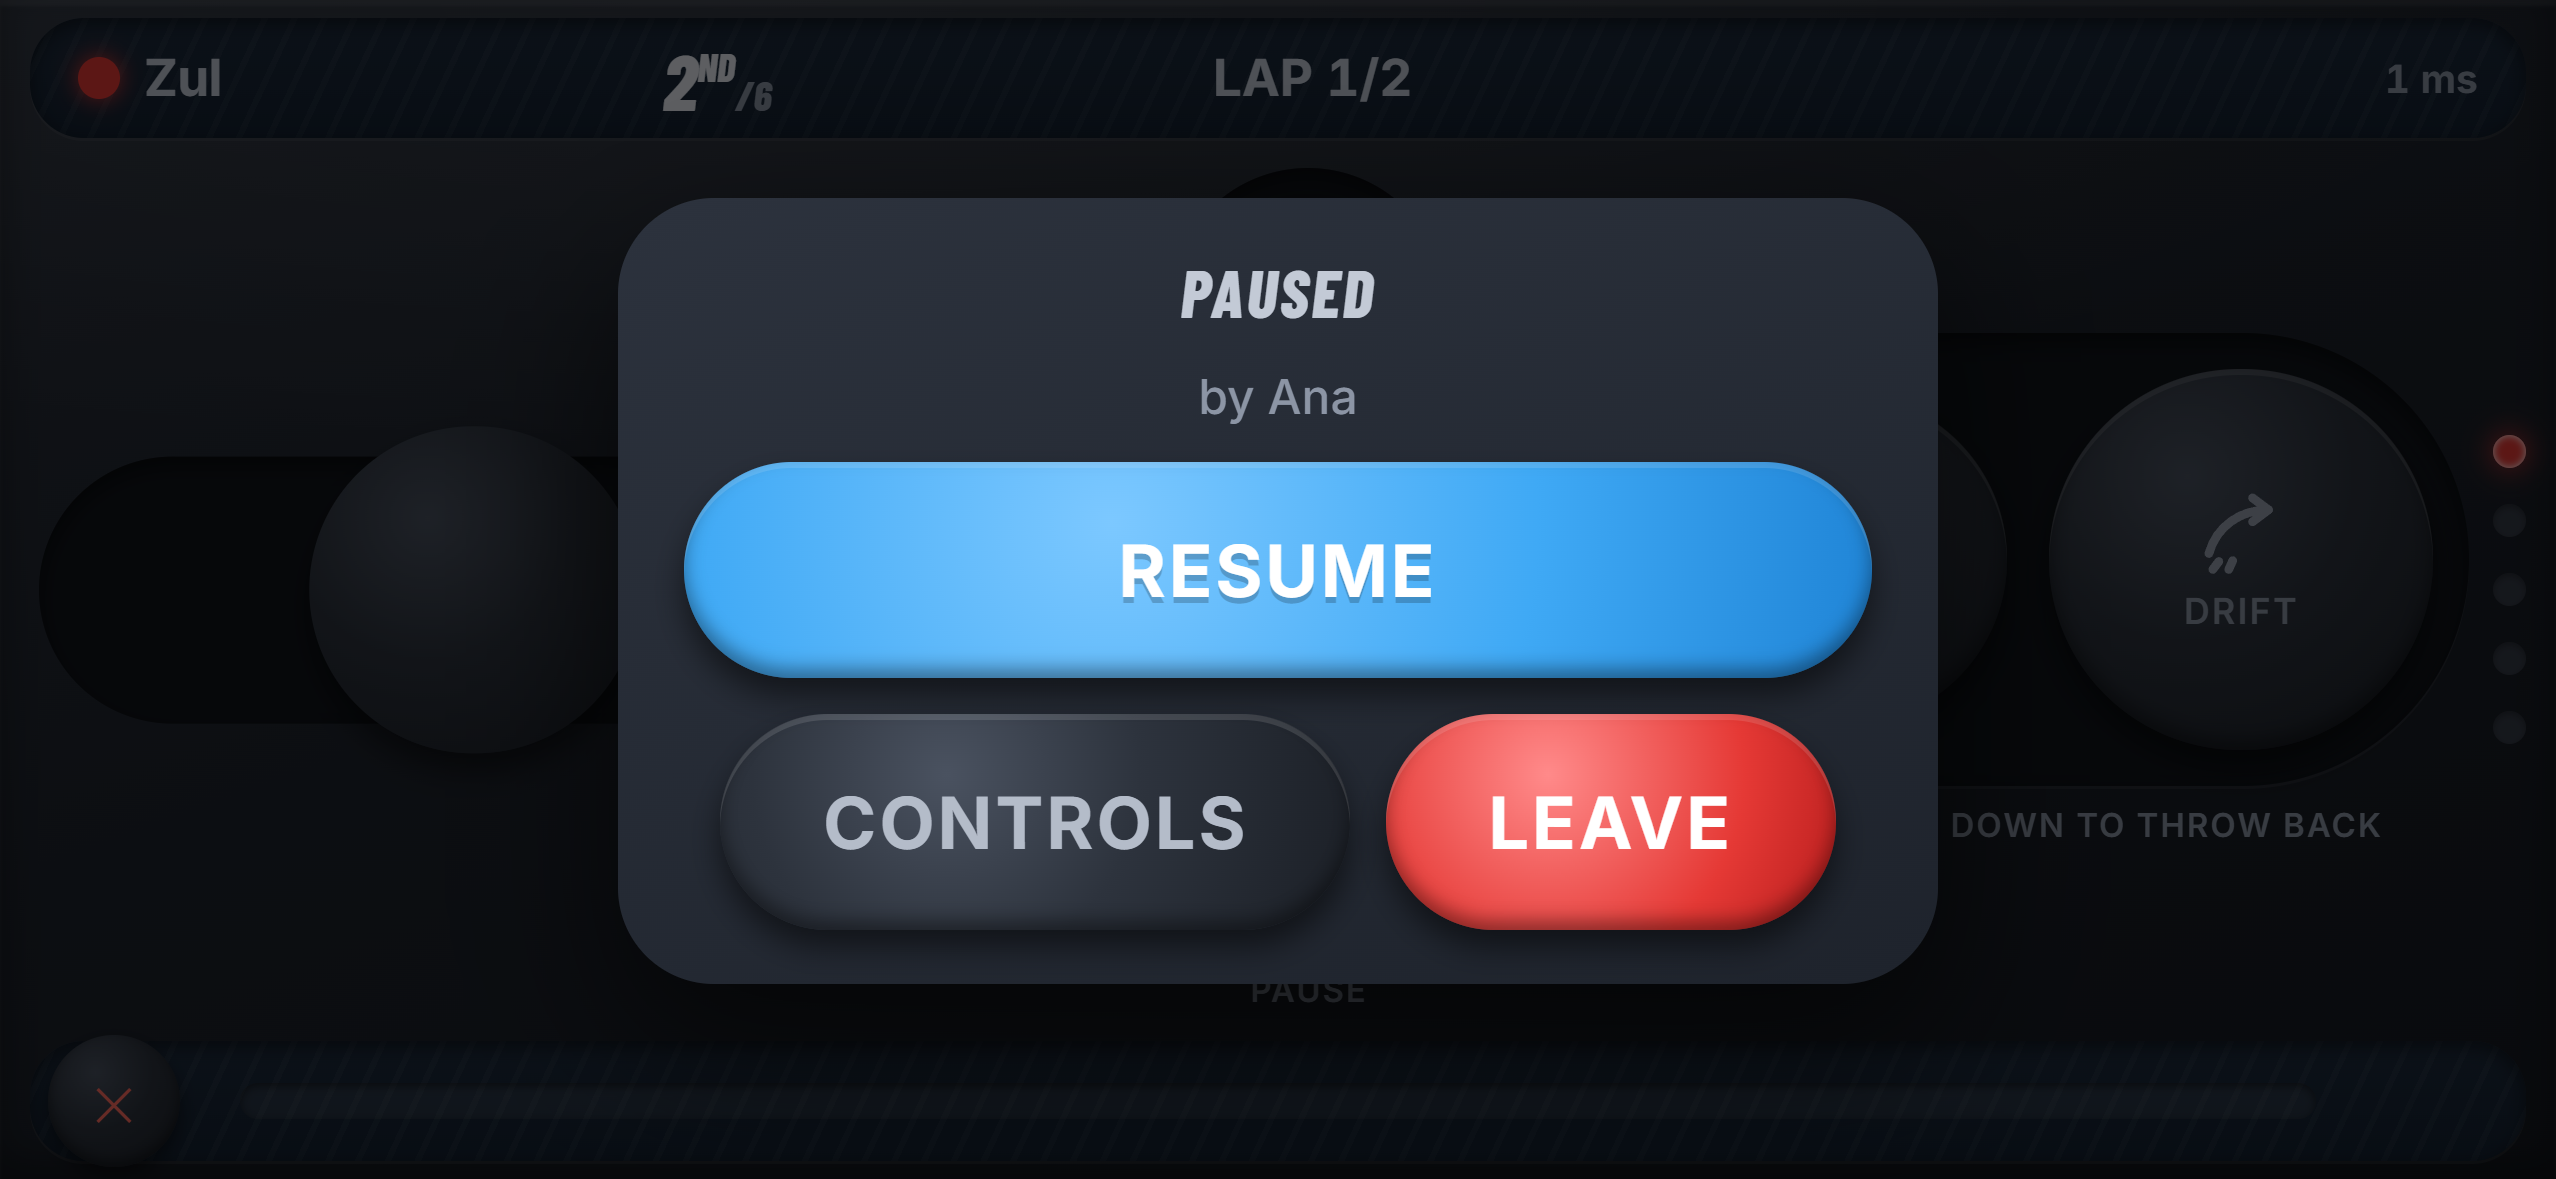 Zul
2ND/6
LAP 1/2
1 ms
PAUSED
by Ana
RESUME
CONTROLS
LEAVE
DRIFT
DOWN TO THROW BACK
PAUSE